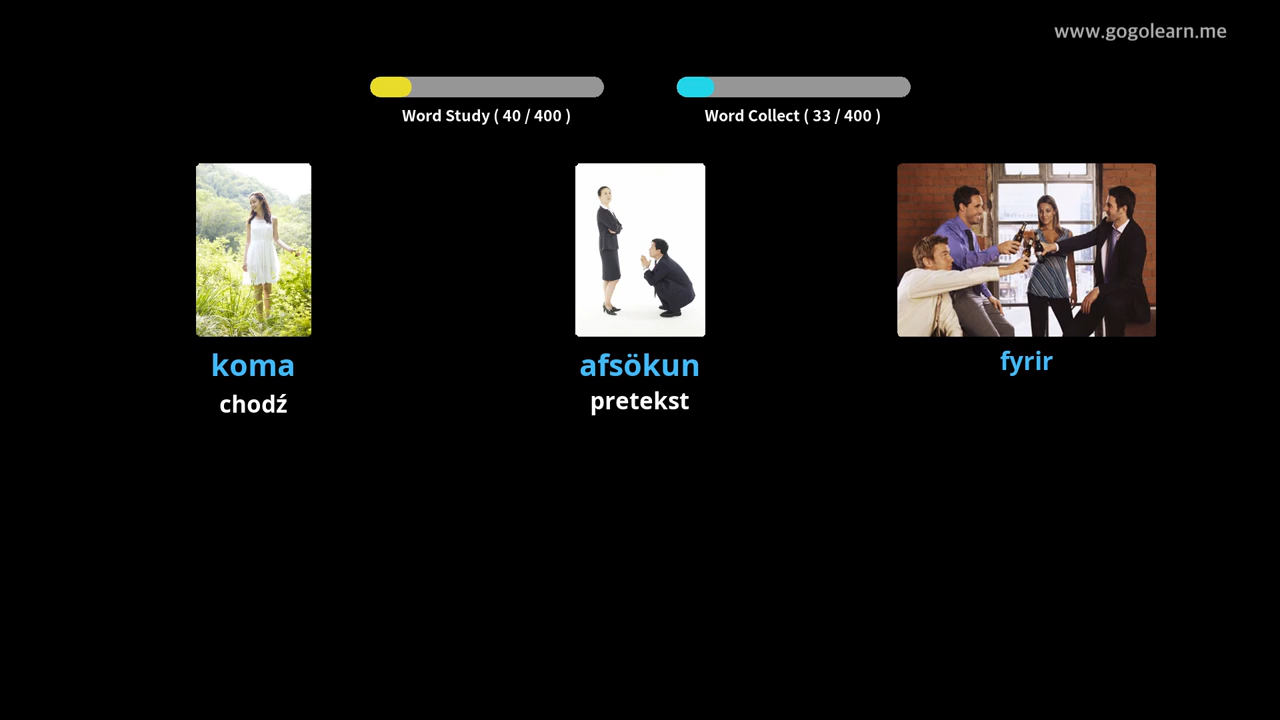 www.gogolearn.me
Word Study ( 40 / 400 )
Word Collect ( 33 / 400 )
koma
chodź
afsökun
pretekst
fyrir